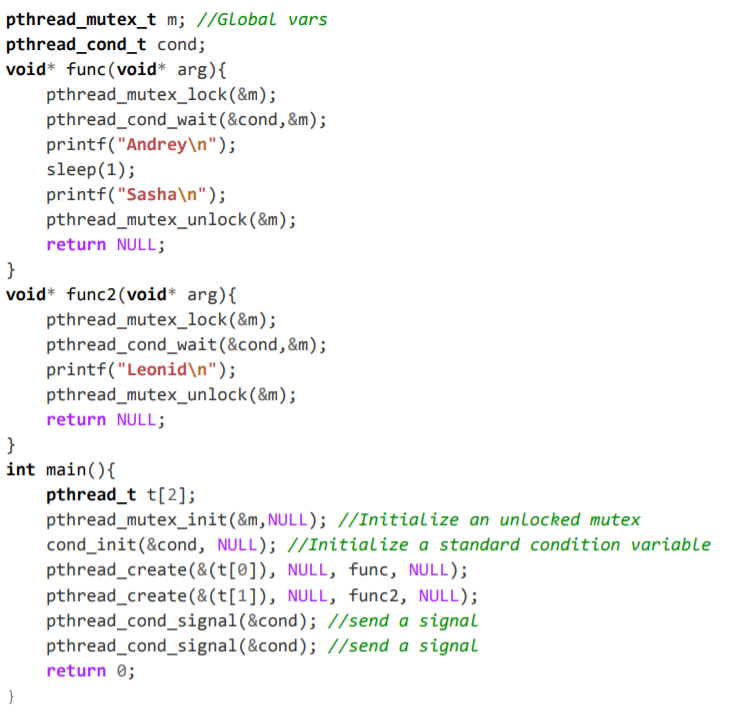 pthread_mutex_t m; //Global vars
pthread_cond_t cond;
void* func(void* arg){
    pthread_mutex_lock(&m);
    pthread_cond_wait(&cond,&m);
    printf("Andrey\n");
    sleep(1);
    printf("Sasha\n");
    pthread_mutex_unlock(&m);
    return NULL;
}
void* func2(void* arg){
    pthread_mutex_lock(&m);
    pthread_cond_wait(&cond,&m);
    printf("Leonid\n");
    pthread_mutex_unlock(&m);
    return NULL;
}
int main(){
    pthread_t t[2];
    pthread_mutex_init(&m,NULL); //Initialize an unlocked mutex
    cond_init(&cond, NULL); //Initialize a standard condition variable
    pthread_create(&(t[0]), NULL, func, NULL);
    pthread_create(&(t[1]), NULL, func2, NULL);
    pthread_cond_signal(&cond); //send a signal
    pthread_cond_signal(&cond); //send a signal
    return 0;
}